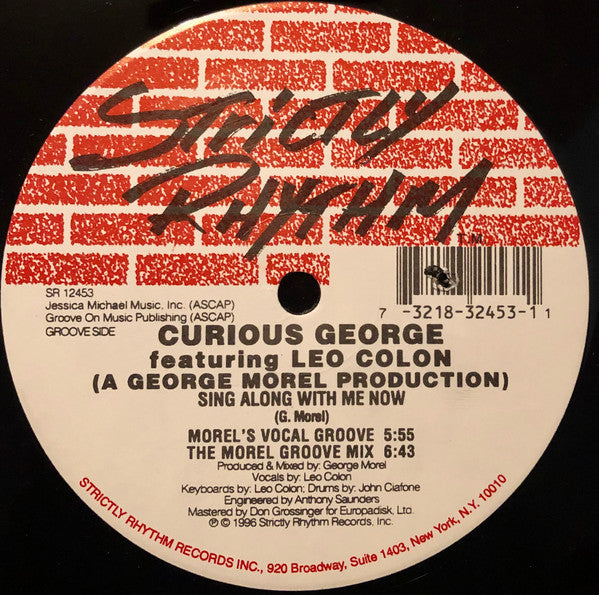 STRICTLY
RHYTHM
T.M.
SR 12453
Jessica Michael Music, Inc. (ASCAP)
Groove On Music Publishing (ASCAP)
GROOVE SIDE
7 -3218-32453-1 1
CURIOUS GEORGE
featuring LEO COLON
(A GEORGE MOREL PRODUCTION)
SING ALONG WITH ME NOW
(G. Morel)
MOREL'S VOCAL GROOVE 5:55
THE MOREL GROOVE MIX 6:43
Produced & Mixed by: George Morel
Vocals by: Leo Colon
Keyboards by: Leo Colon; Drums by: John Ciafone
Engineered by Anthony Saunders
Mastered by Don Grossinger for Europadisk, Ltd.
℗ © 1996 Strictly Rhythm Records, Inc.
STRICTLY RHYTHM RECORDS INC., 920 Broadway, Suite 1403, New York, N.Y. 10010